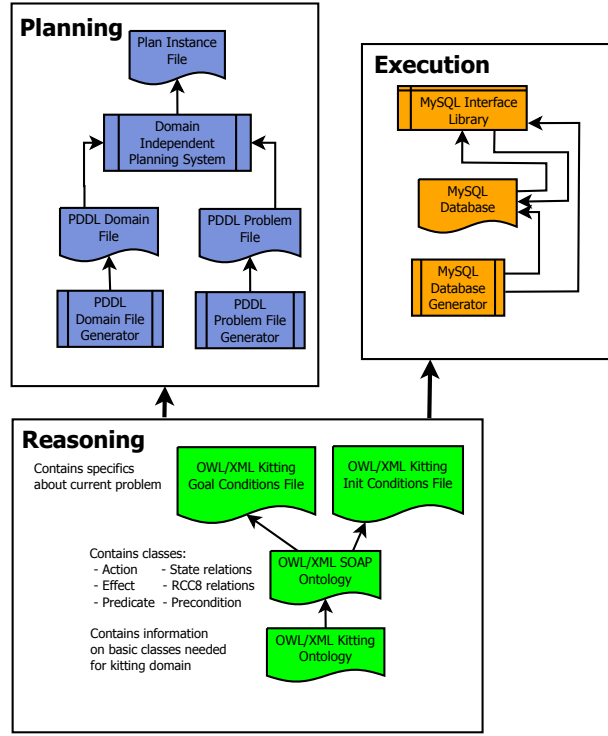 Planning
Plan Instance
File
Domain
Independent
Planning System
PDDL Domain
File
PDDL Problem
File
PDDL
Domain File
Generator
PDDL
Problem File
Generator
Execution
MySQL Interface
Library
MySQL
Database
MySQL
Database
Generator
Reasoning
Contains specifics
about current problem
OWL/XML Kitting
Goal Conditions File
OWL/XML Kitting
Init Conditions File
Contains classes:
- Action - State relations
- Effect - RCC8 relations
- Predicate - Precondition
OWL/XML SOAP
Ontology
Contains information
on basic classes needed
for kitting domain
OWL/XML Kitting
Ontology